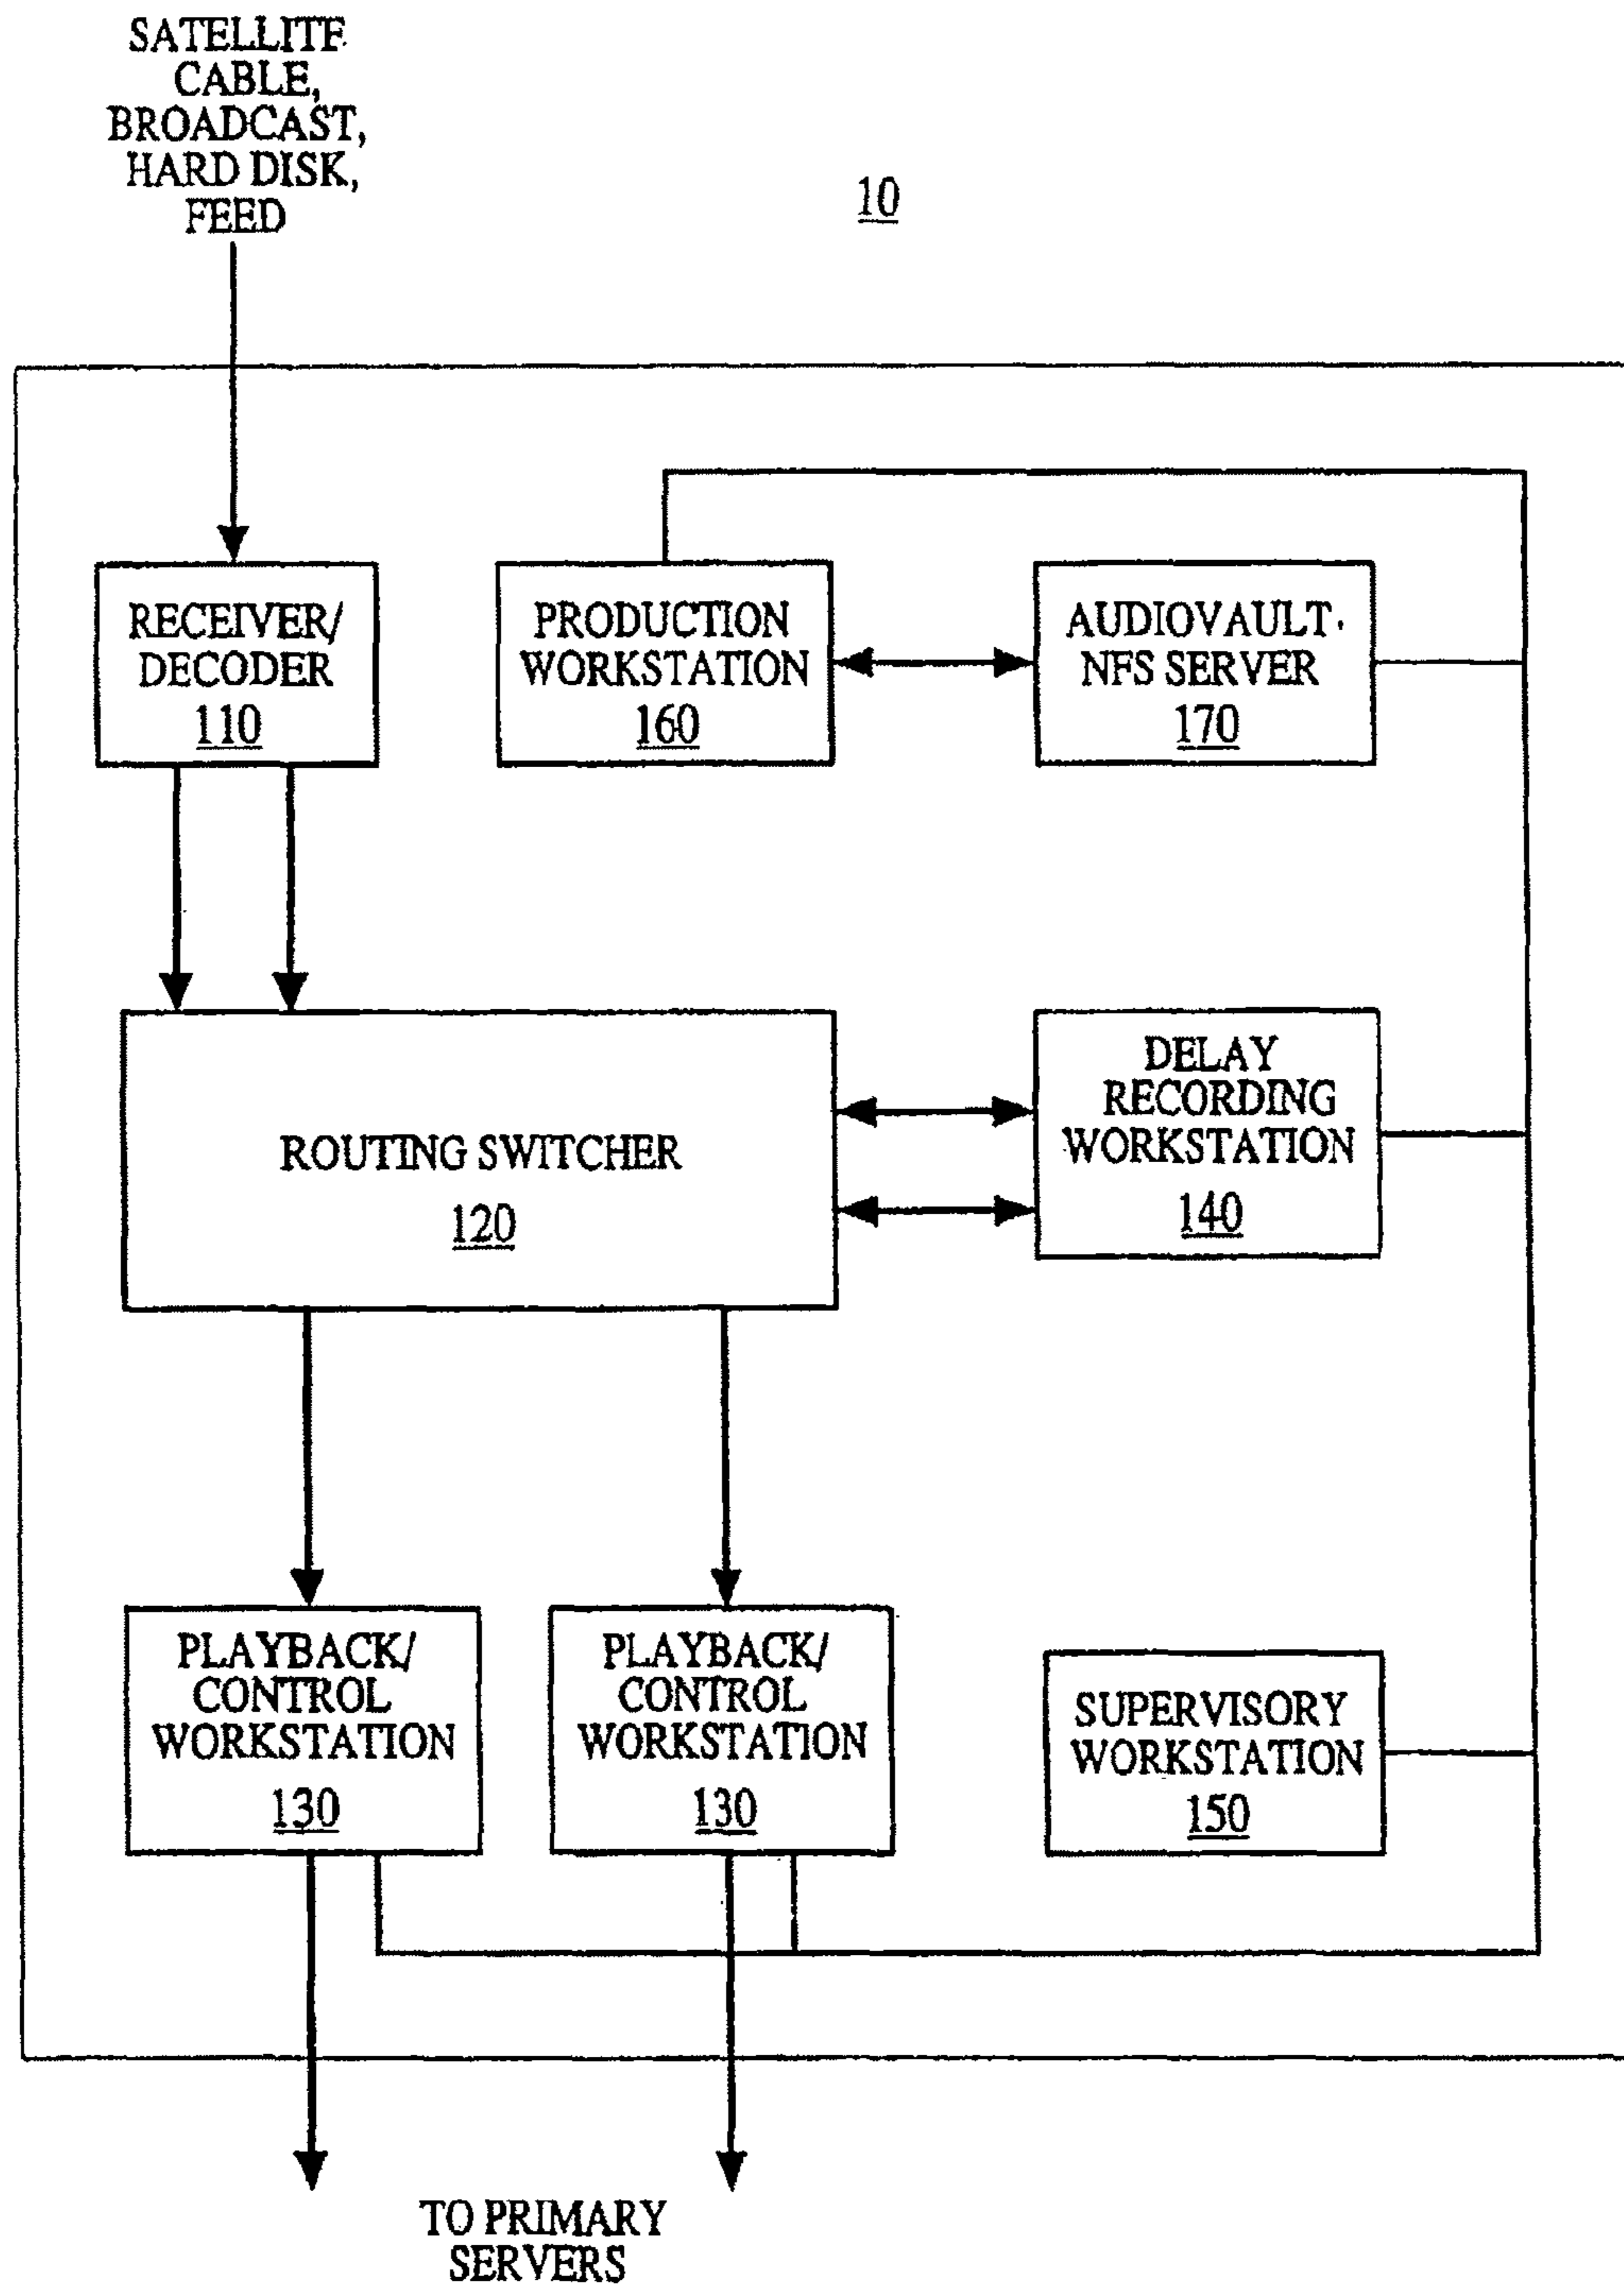 SATELLITE
CABLE,
BROADCAST,
HARD DISK,
FEED
10
RECEIVER/
DECODER
110
PRODUCTION
WORKSTATION
160
AUDIOVAULT-
NFS SERVER
170
ROUTING SWITCHER
120
DELAY
RECORDING
WORKSTATION
140
PLAYBACK/
CONTROL
WORKSTATION
130
PLAYBACK/
CONTROL
WORKSTATION
130
SUPERVISORY
WORKSTATION
150
TO PRIMARY
SERVERS